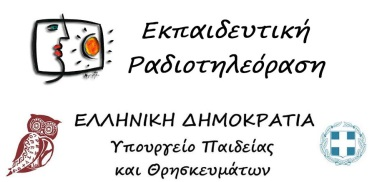 Εκπαιδευτική
Ραδιοτηλεόραση
ΕΛΛΗΝΙΚΗ ΔΗΜΟΚΡΑΤΙΑ
Υπουργείο Παιδείας
και Θρησκευμάτων